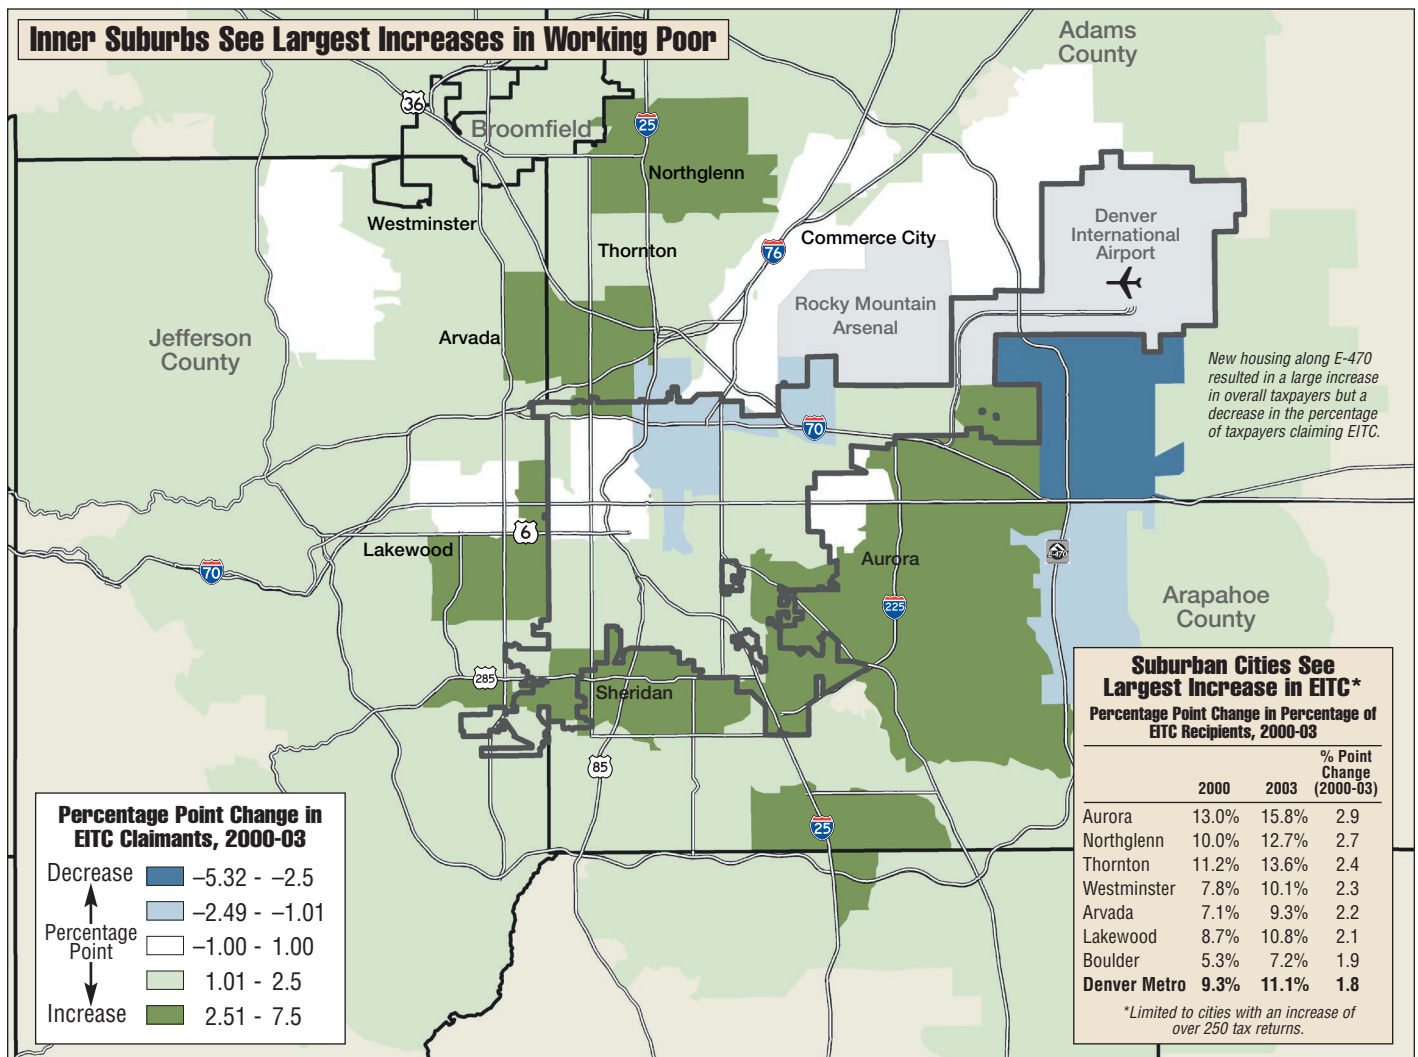 Inner Suburbs See Largest Increases in Working Poor
Adams
County
36
Broomfield
25
Northglenn
Westminster
Thornton
76
Commerce City
Denver
International
Airport
Rocky Mountain
Arsenal
Jefferson
County
Arvada
New housing along E-470
resulted in a large increase
in overall taxpayers but a
decrease in the percentage
of taxpayers claiming EITC.
70
6
Lakewood
70
Aurora
E-470
225
Arapahoe
County
285
Sheridan
85
25
Suburban Cities See
Largest Increase in EITC*
Percentage Point Change in Percentage of
EITC Recipients, 2000-03
% Point
Change
2000 2003 (2000-03)
Aurora 13.0% 15.8% 2.9
Northglenn 10.0% 12.7% 2.7
Thornton 11.2% 13.6% 2.4
Westminster 7.8% 10.1% 2.3
Arvada 7.1% 9.3% 2.2
Lakewood 8.7% 10.8% 2.1
Boulder 5.3% 7.2% 1.9
Denver Metro 9.3% 11.1% 1.8
*Limited to cities with an increase of
over 250 tax returns.
Percentage Point Change in
EITC Claimants, 2000-03
Decrease
Percentage
Point
Increase
–5.32 - –2.5
–2.49 - –1.01
–1.00 - 1.00
1.01 - 2.5
2.51 - 7.5